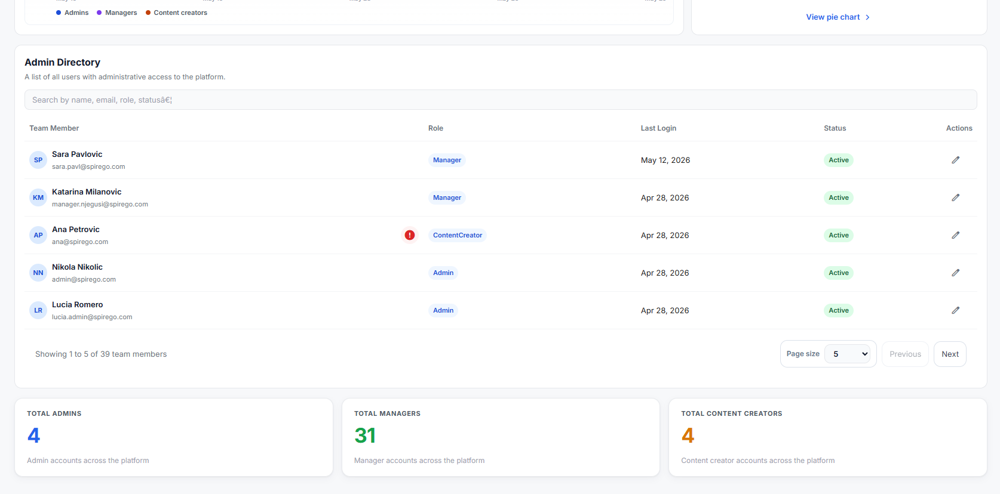 Admins Managers Content creators
View pie chart
Admin Directory
A list of all users with administrative access to the platform.
Search by name, email, role, statusâ€¦
Team Member Role Last Login Status Actions
SP Sara Pavlovic Manager May 12, 2026 Active
sara.pavl@spirego.com
KM Katarina Milanovic Manager Apr 28, 2026 Active
manager.njegusi@spirego.com
AP Ana Petrovic ! ContentCreator Apr 28, 2026 Active
ana@spirego.com
NN Nikola Nikolic Admin Apr 28, 2026 Active
admin@spirego.com
LR Lucia Romero Admin Apr 28, 2026 Active
lucia.admin@spirego.com
Showing 1 to 5 of 39 team members Page size 5 Previous Next
TOTAL ADMINS
4
Admin accounts across the platform
TOTAL MANAGERS
31
Manager accounts across the platform
TOTAL CONTENT CREATORS
4
Content creator accounts across the platform